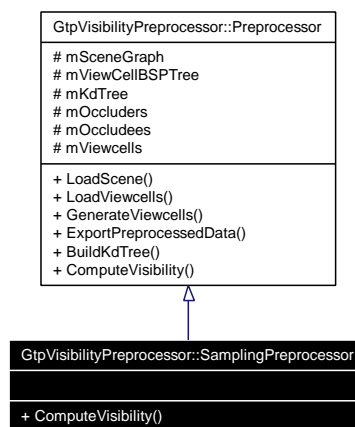 GtpVisibilityPreprocessor::Preprocessor
# mSceneGraph
# mViewCellBSPTree
# mKdTree
# mOccluders
# mOccludees
# mViewcells
+ LoadScene()
+ LoadViewcells()
+ GenerateViewcells()
+ ExportPreprocessedData()
+ BuildKdTree()
+ ComputeVisibility()
GtpVisibilityPreprocessor::SamplingPreprocessor
+ ComputeVisibility()